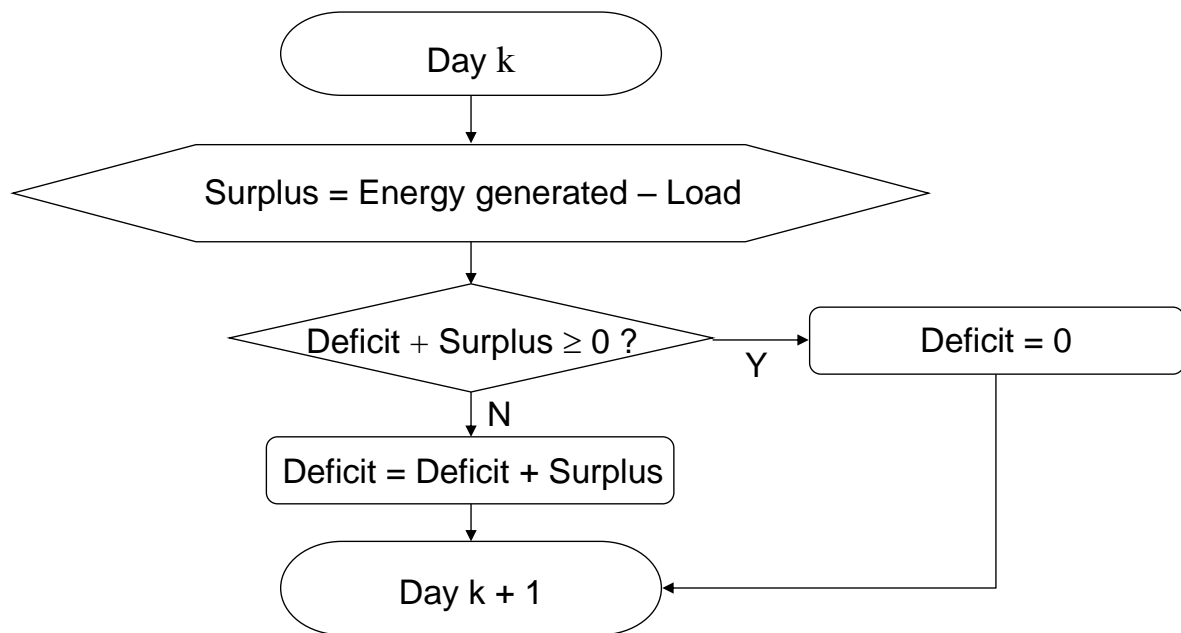 Day k
Surplus = Energy generated – Load
Deficit + Surplus ≥ 0 ?
Y
Deficit = 0
N
Deficit = Deficit + Surplus
Day k + 1